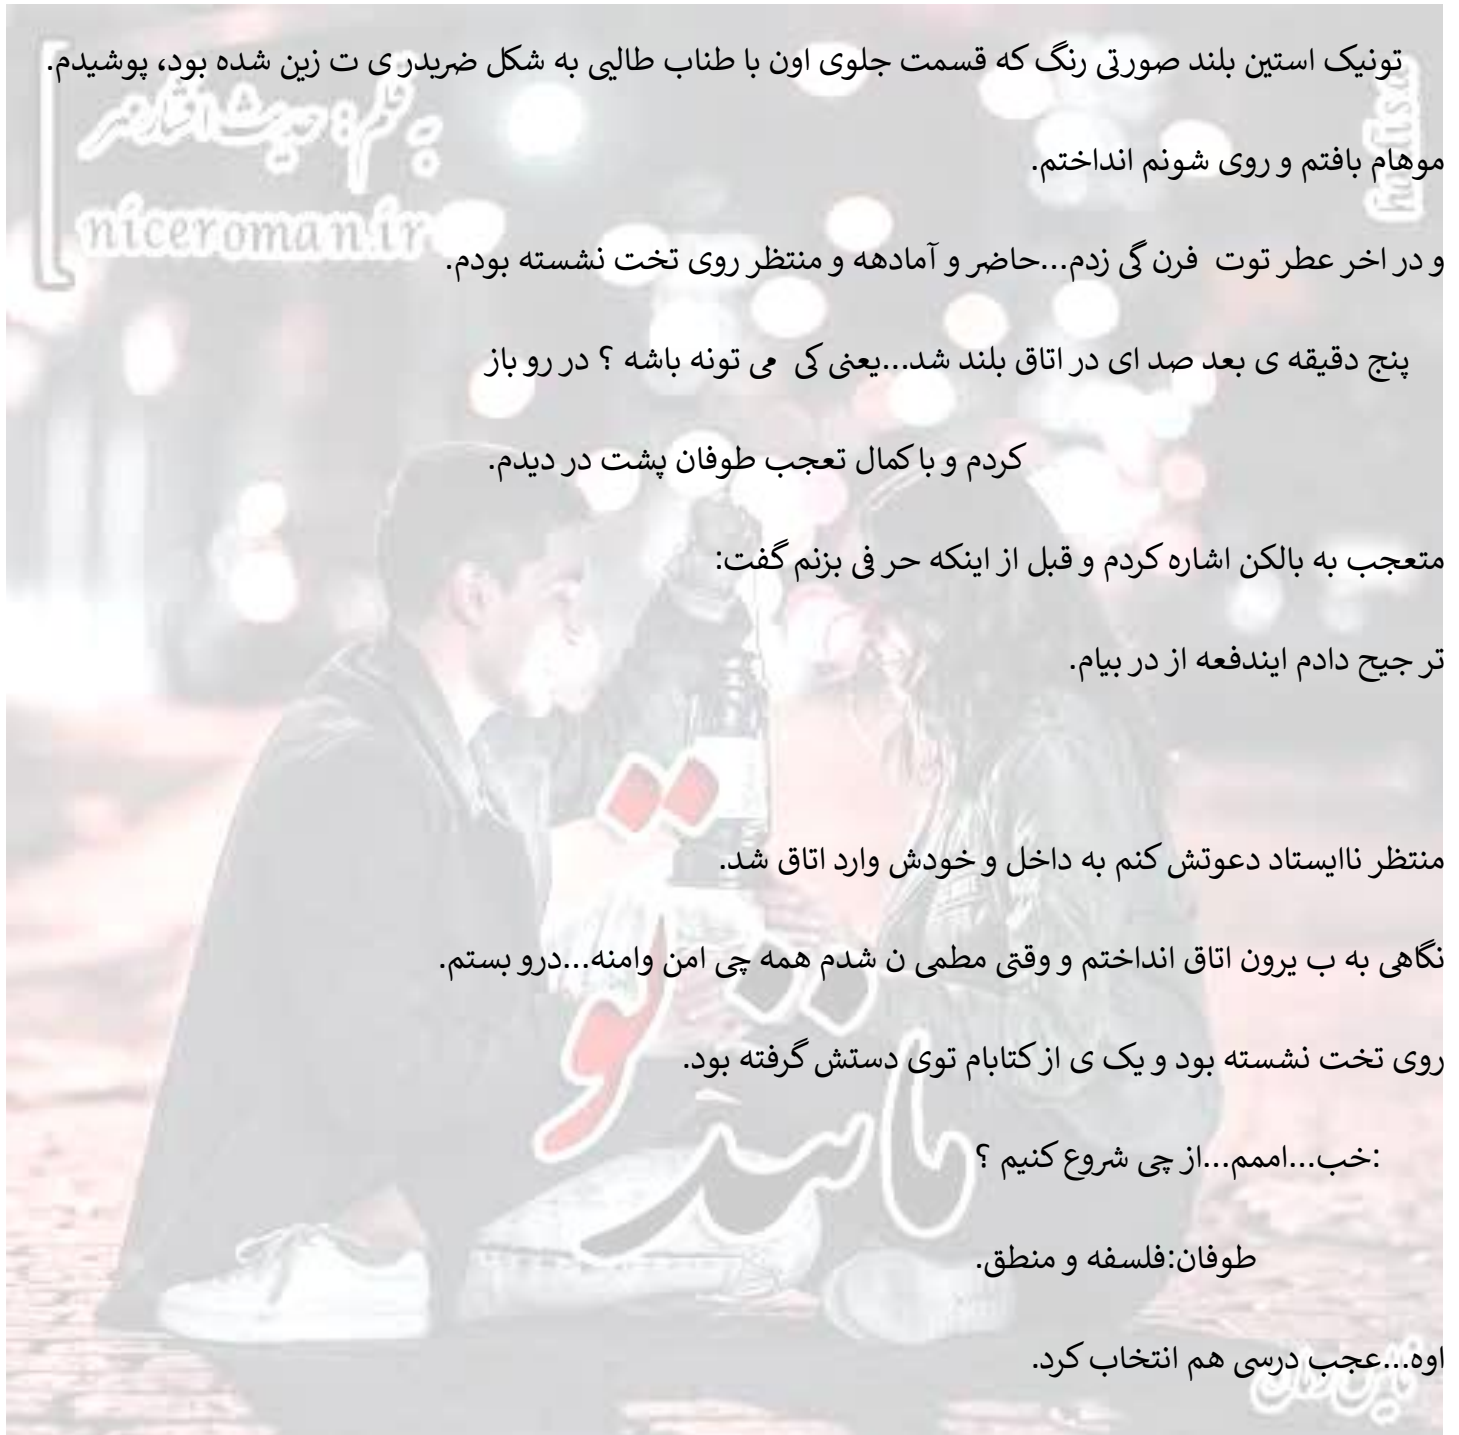 تونیک استین بلند صورتی رنگ که قسمت جلوی اون با طناب طالیی به شکل ضریدر ی ت زین شده بود، پوشیدم.
به قلم: حدیث افشارمهر
niceroman.ir
موهام بافتم و روی شونم انداختم.
و در اخر عطر توت فرن گی زدم...حاضر و آمادهه و منتظر روی تخت نشسته بودم.
پنج دقیقه ی بعد صد ای در اتاق بلند شد...یعنی کی می تونه باشه ؟ در رو باز
کردم و با کمال تعجب طوفان پشت در دیدم.
متعجب به بالکن اشاره کردم و قبل از اینکه حر فی بزنم گفت:
تر جیح دادم ایندفعه از در بیام.
منتظر ناایستاد دعوتش کنم به داخل و خودش وارد اتاق شد.
نگاهی به ب یرون اتاق انداختم و وقتی مطمی ن شدم همه چی امن وامنه...درو بستم.
روی تخت نشسته بود و یک ی از کتابام توی دستش گرفته بود.
:خب...اممم...از چی شروع کنیم ؟
طوفان:فلسفه و منطق.
اوه...عجب درسی هم انتخاب کرد.
مانند تو